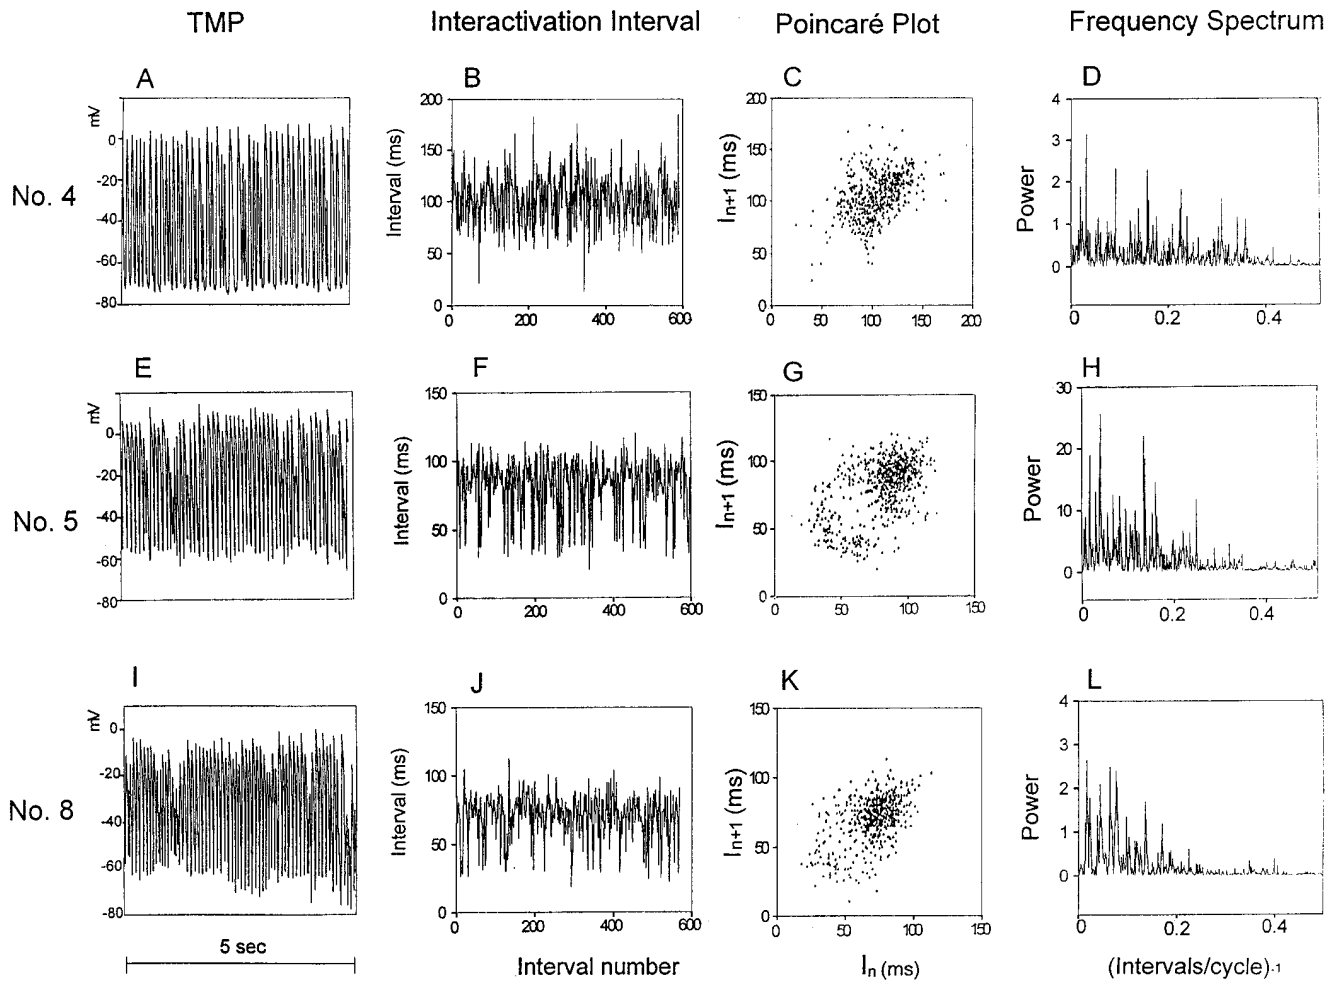 TMP Interactivation Interval Poincaré Plot Frequency Spectrum
A B C D
No. 4
mV
0
-20
-40
-60
-80
Interval (ms)
200
150
100
50
0
0 200 400 600
In+1 (ms)
200
150
100
50
0
0 50 100 150 200
Power
4
3
2
1
0
0 0.2 0.4
E F G H
No. 5
mV
0
-20
-40
-60
-80
Interval (ms)
150
100
50
0
0 200 400 600
In+1 (ms)
150
100
50
0
0 50 100 150
Power
30
20
10
0
0 0.2 0.4
I J K L
No. 8
mV
0
-20
-40
-60
-80
Interval (ms)
150
100
50
0
0 200 400 600
In+1 (ms)
150
100
50
0
0 50 100 150
Power
4
3
2
1
0
0 0.2 0.4
5 sec
Interval number
In (ms)
(Intervals/cycle)-1